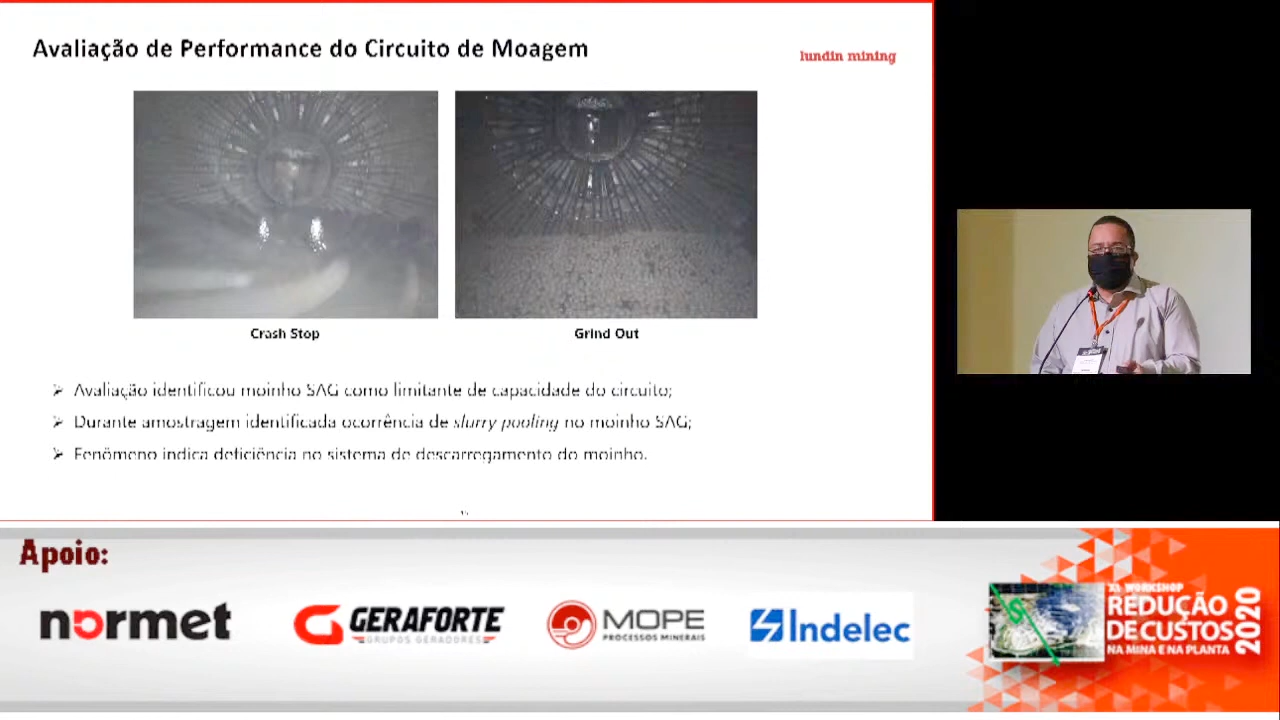 Avaliação de Performance do Circuito de Moagem
lundin mining
Crash Stop
Grind Out
➢ Avaliação identificou moinho SAG como limitante de capacidade do circuito;
➢ Durante amostragem identificada ocorrência de slurry pooling no moinho SAG;
➢ Fenômeno indica deficiência no sistema de descarregamento do moinho.
Apoio:
normet
GERAFORTE
GRUPOS GERADORES
MOPE
PROCESSOS MINERAIS
Indelec
XI WORKSHOP
REDUÇÃO
DE CUSTOS
NA MINA E NA PLANTA
2020